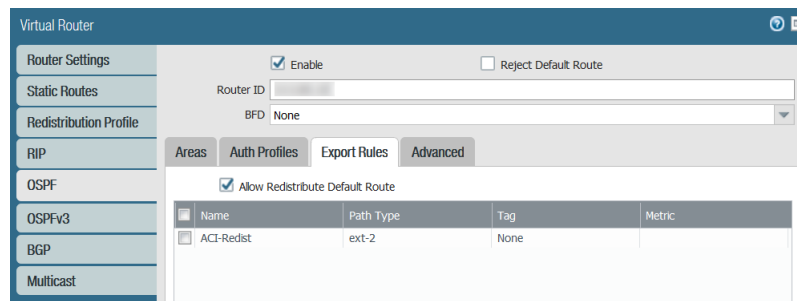 Virtual Router
Router Settings
Static Routes
Redistribution Profile
RIP
OSPF
OSPFv3
BGP
Multicast
Enable
Reject Default Route
Router ID
BFD None
Areas Auth Profiles Export Rules Advanced
Allow Redistribute Default Route
Name Path Type Tag Metric
ACI-Redist ext-2 None